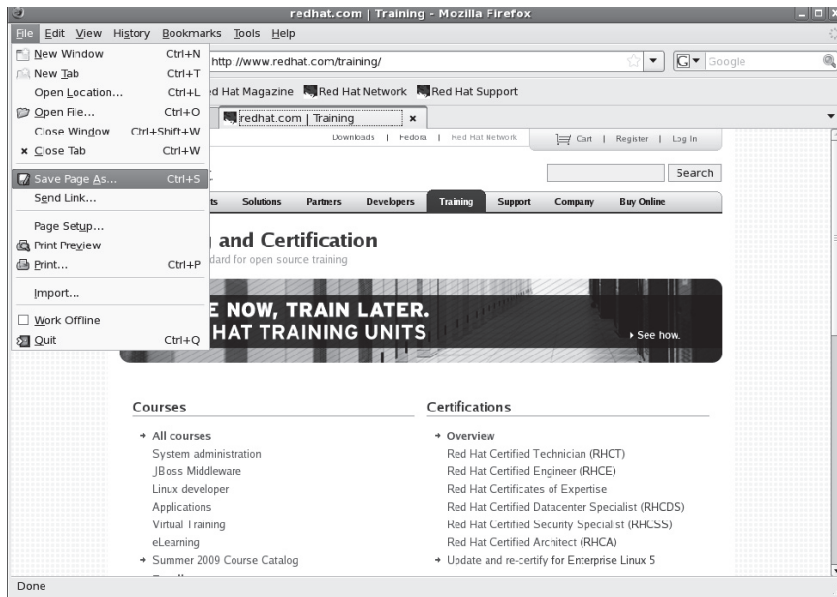 redhat.com | Training - Mozilla Firefox
File Edit View History Bookmarks Tools Help
New Window Ctrl+N
New Tab Ctrl+T
Open Location... Ctrl+L
Open File... Ctrl+O
Close Window Ctrl+Shift+W
Close Tab Ctrl+W
Save Page As... Ctrl+S
Send Link...
Page Setup...
Print Preview
Print... Ctrl+P
Import...
Work Offline
Quit Ctrl+Q
http://www.redhat.com/training/
G Google
ed Hat Magazine Red Hat Network Red Hat Support
redhat.com | Training
Downloads | Fedora | Red Hat Network Cart | Register | Log In
Search
ts Solutions Partners Developers Training Support Company Buy Online
and Certification
dard for open source training
E NOW, TRAIN LATER.
HAT TRAINING UNITS
See how.
Courses
All courses
System administration
JBoss Middleware
Linux developer
Applications
Virtual Training
eLearning
Summer 2009 Course Catalog
Certifications
Overview
Red Hat Certified Technician (RHCT)
Red Hat Certified Engineer (RHCE)
Red Hat Certificates of Expertise
Red Hat Certified Datacenter Specialist (RHCDS)
Red Hat Certified Security Specialist (RHCSS)
Red Hat Certified Architect (RHCA)
Update and re-certify for Enterprise Linux 5
Done